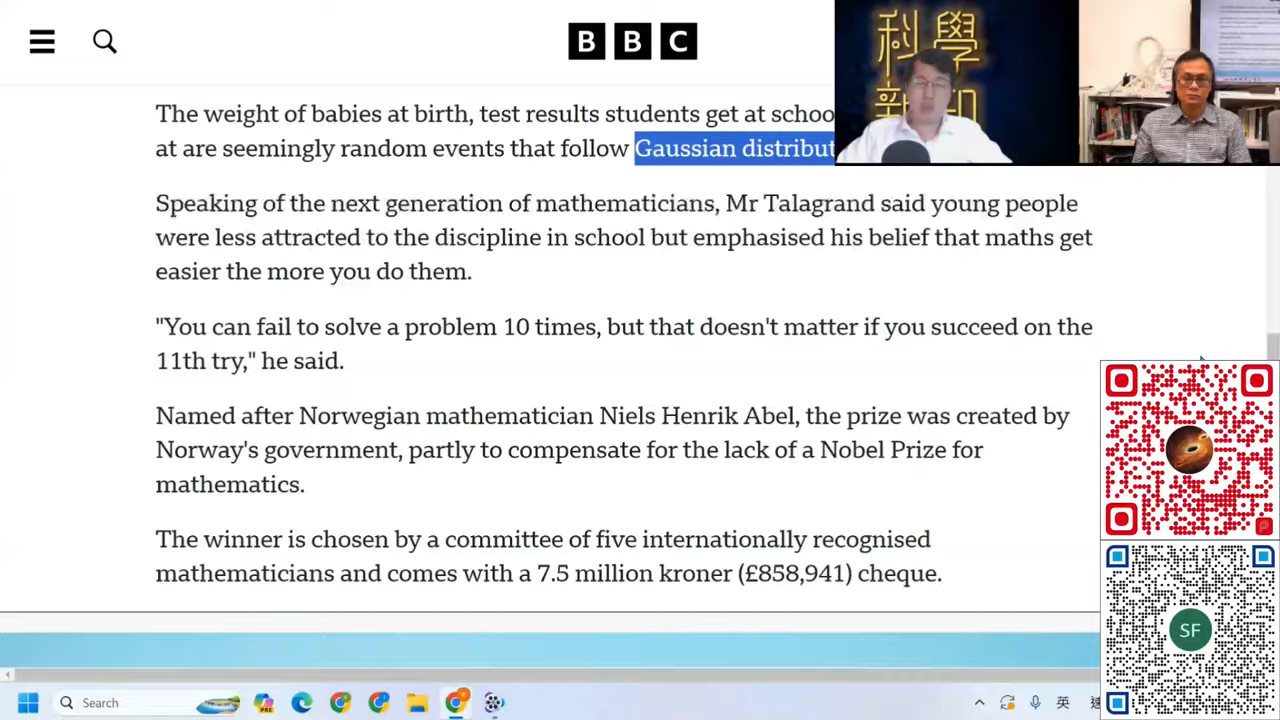 BBC
科學
新知
The weight of babies at birth, test results students get at schoo
at are seemingly random events that follow Gaussian distribut
Speaking of the next generation of mathematicians, Mr Talagrand said young people
were less attracted to the discipline in school but emphasised his belief that maths get
easier the more you do them.
"You can fail to solve a problem 10 times, but that doesn't matter if you succeed on the
11th try," he said.
Named after Norwegian mathematician Niels Henrik Abel, the prize was created by
Norway's government, partly to compensate for the lack of a Nobel Prize for
mathematics.
The winner is chosen by a committee of five internationally recognised
mathematicians and comes with a 7.5 million kroner (£858,941) cheque.
SF
Search
英
速